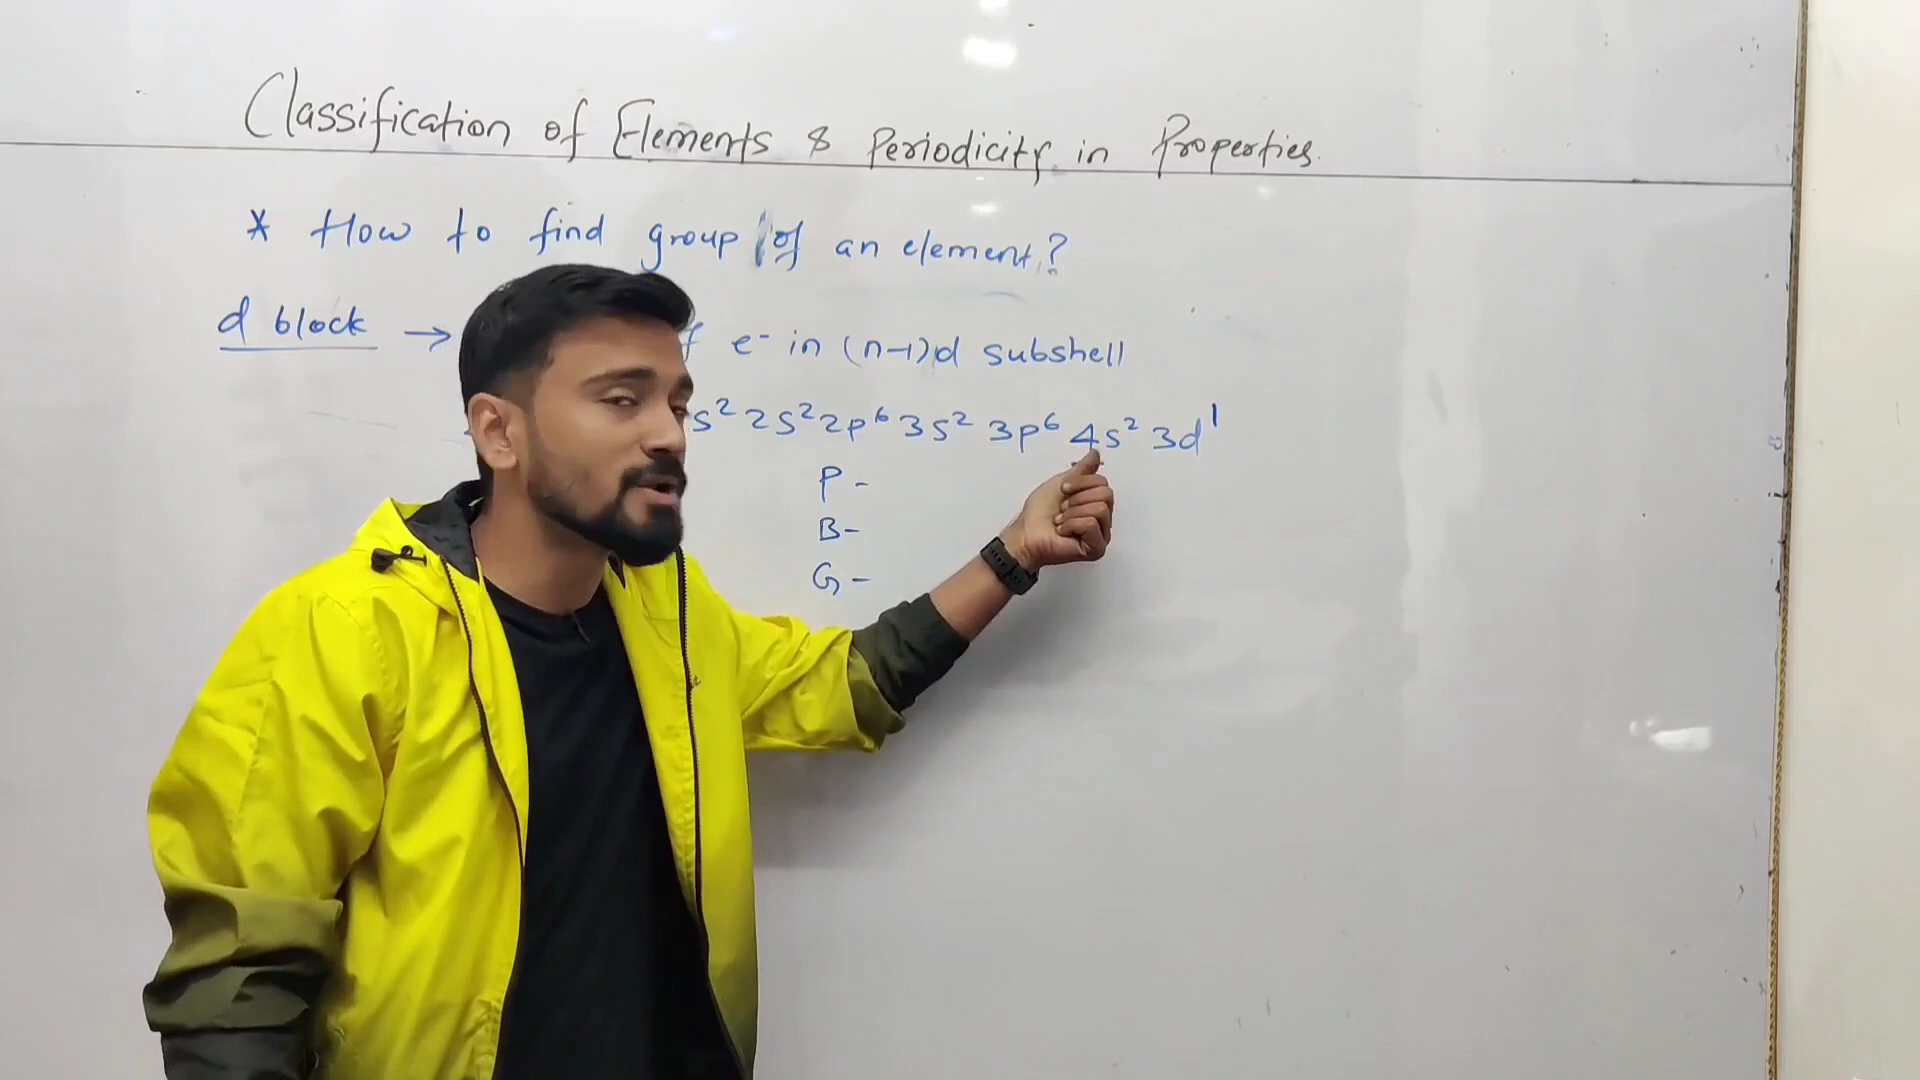 Classification of Elements & Periodicity in Properties.
* How to find group of an element?
d block → e⁻ in (n-1)d subshell
s² 2s² 2p⁶ 3s² 3p⁶ 4s² 3d¹
P -
B -
G -